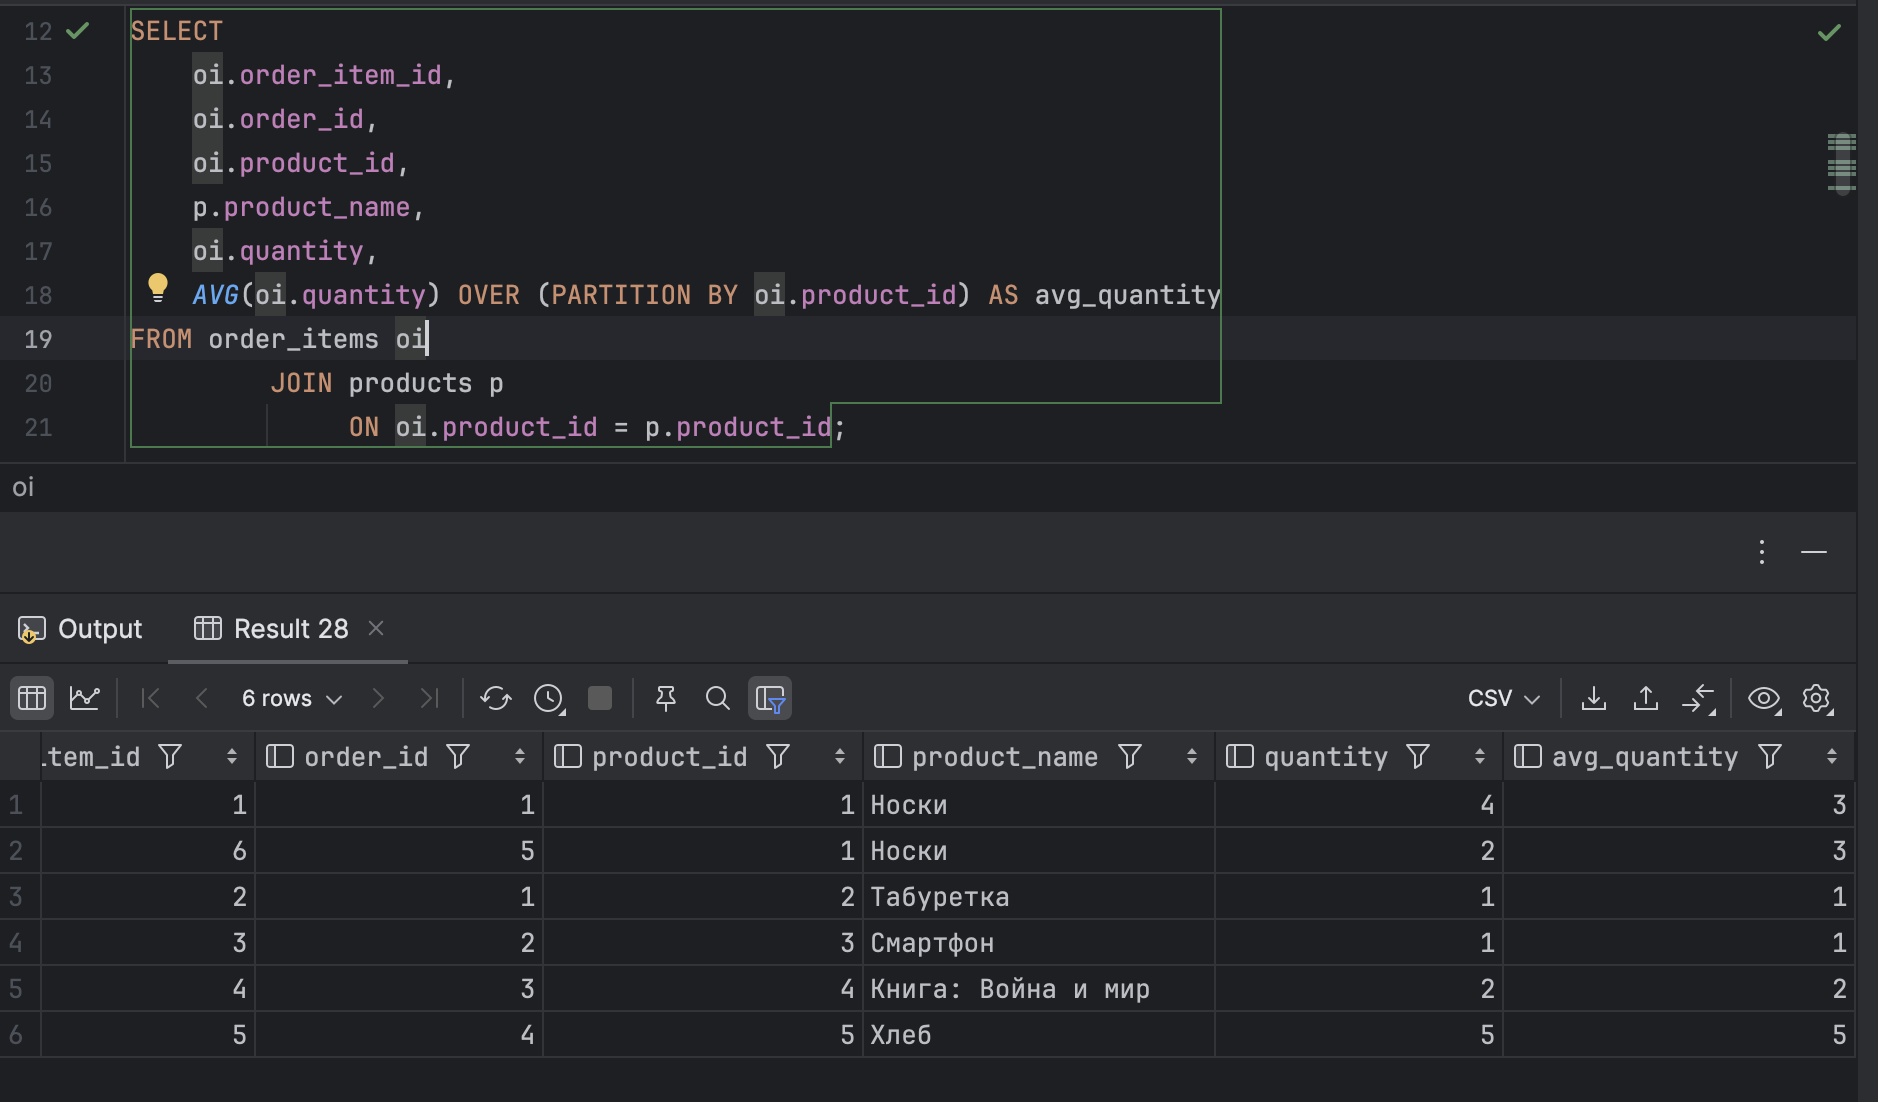 12 SELECT
13 oi.order_item_id,
14 oi.order_id,
15 oi.product_id,
16 p.product_name,
17 oi.quantity,
18 AVG(oi.quantity) OVER (PARTITION BY oi.product_id) AS avg_quantity
19 FROM order_items oi
20 JOIN products p
21 ON oi.product_id = p.product_id;
oi
Output Result 28
6 rows CSV
tem_id order_id product_id product_name quantity avg_quantity
1 1 1 1 Носки 4 3
2 6 5 1 Носки 2 3
3 2 1 2 Табуретка 1 1
4 3 2 3 Смартфон 1 1
5 4 3 4 Книга: Война и мир 2 2
6 5 4 5 Хлеб 5 5